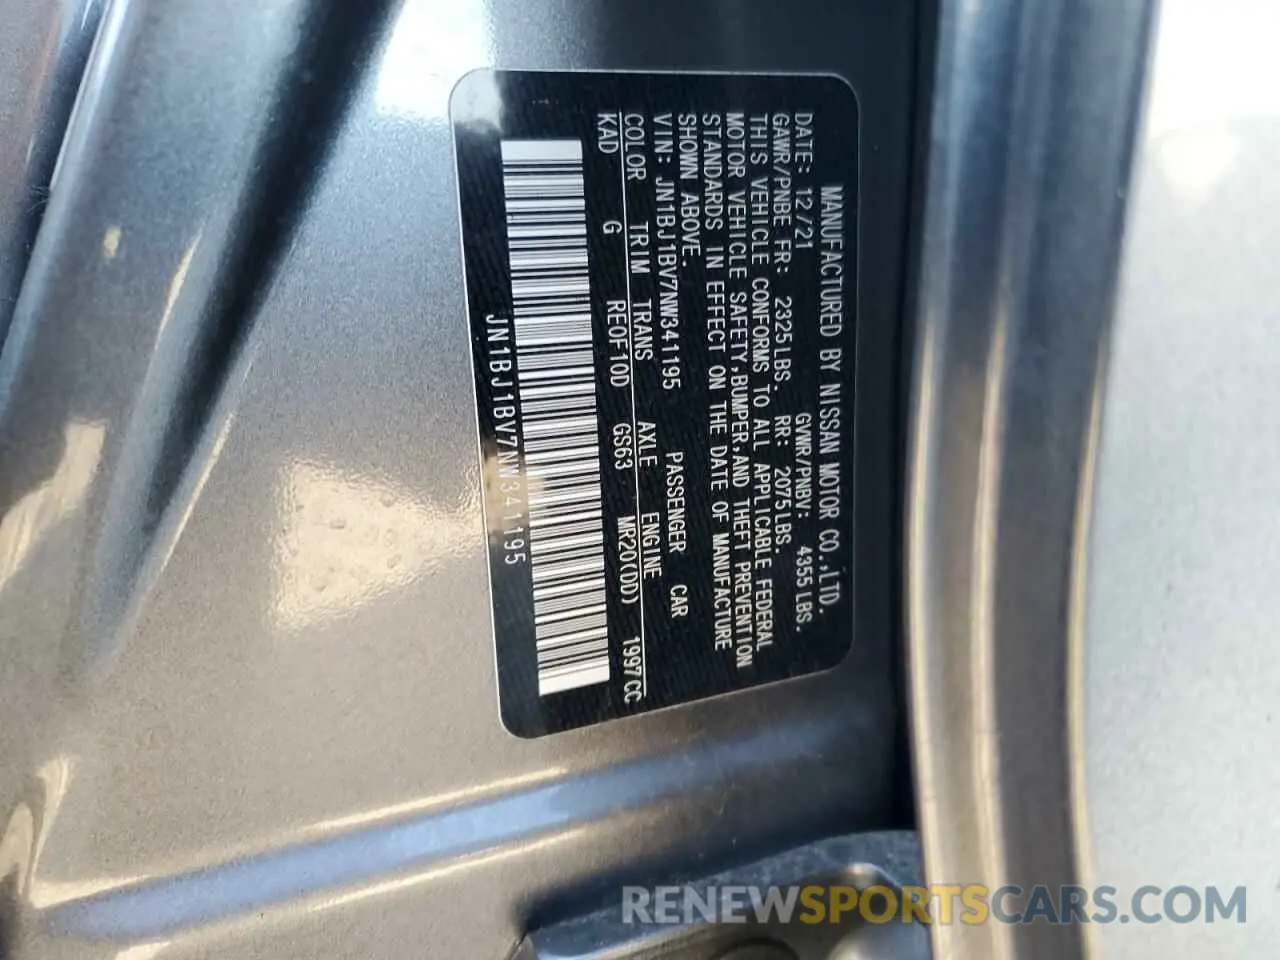 MANUFACTURED BY NISSAN MOTOR CO.,LTD.
DATE: 12/21 GVWR/PNBV: 4355LBS.
GAWR/PNBE FR: 2325LBS. RR: 2075LBS.
THIS VEHICLE CONFORMS TO ALL APPLICABLE FEDERAL
MOTOR VEHICLE SAFETY,BUMPER,AND THEFT PREVENTION
STANDARDS IN EFFECT ON THE DATE OF MANUFACTURE
SHOWN ABOVE.
VIN: JN1BJ1BV7NW341195 PASSENGER CAR
COLOR TRIM TRANS AXLE ENGINE
KAD G RE0F10D GS63 MR20(DD) 1997CC
JN1BJ1BV7NW341195
RENEWSPORTSCARS.COM